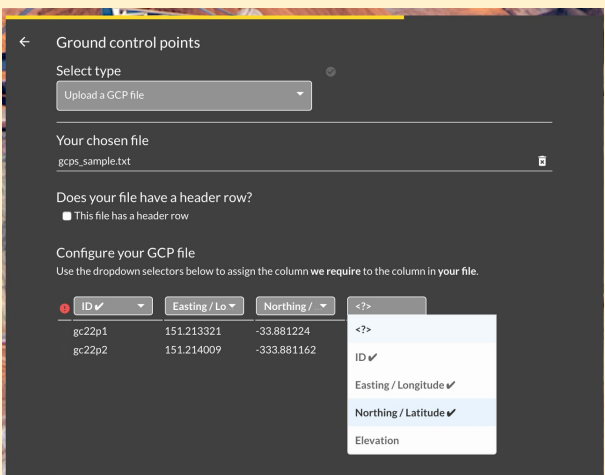 Ground control points
Select type
Upload a GCP file
Your chosen file
gcps_sample.txt
Does your file have a header row?
This file has a header row
Configure your GCP file
Use the dropdown selectors below to assign the column we require to the column in your file.
ID✔ Easting / Lo Northing / <?>
gc22p1 151.213321 -33.881224 <?>
gc22p2 151.214009 -333.881162
ID✔
Easting / Longitude✔
Northing / Latitude✔
Elevation